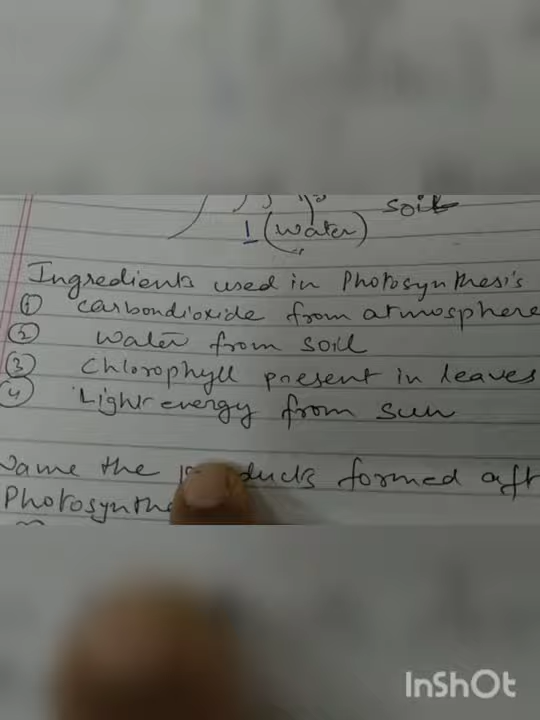 soil
1 (water)
Ingredients used in Photosynthesis
① carbondioxide from atmosphere
② water from soil
③ Chlorophyll present in leaves
④ Light energy from sun
Name the formed aft
InShOt